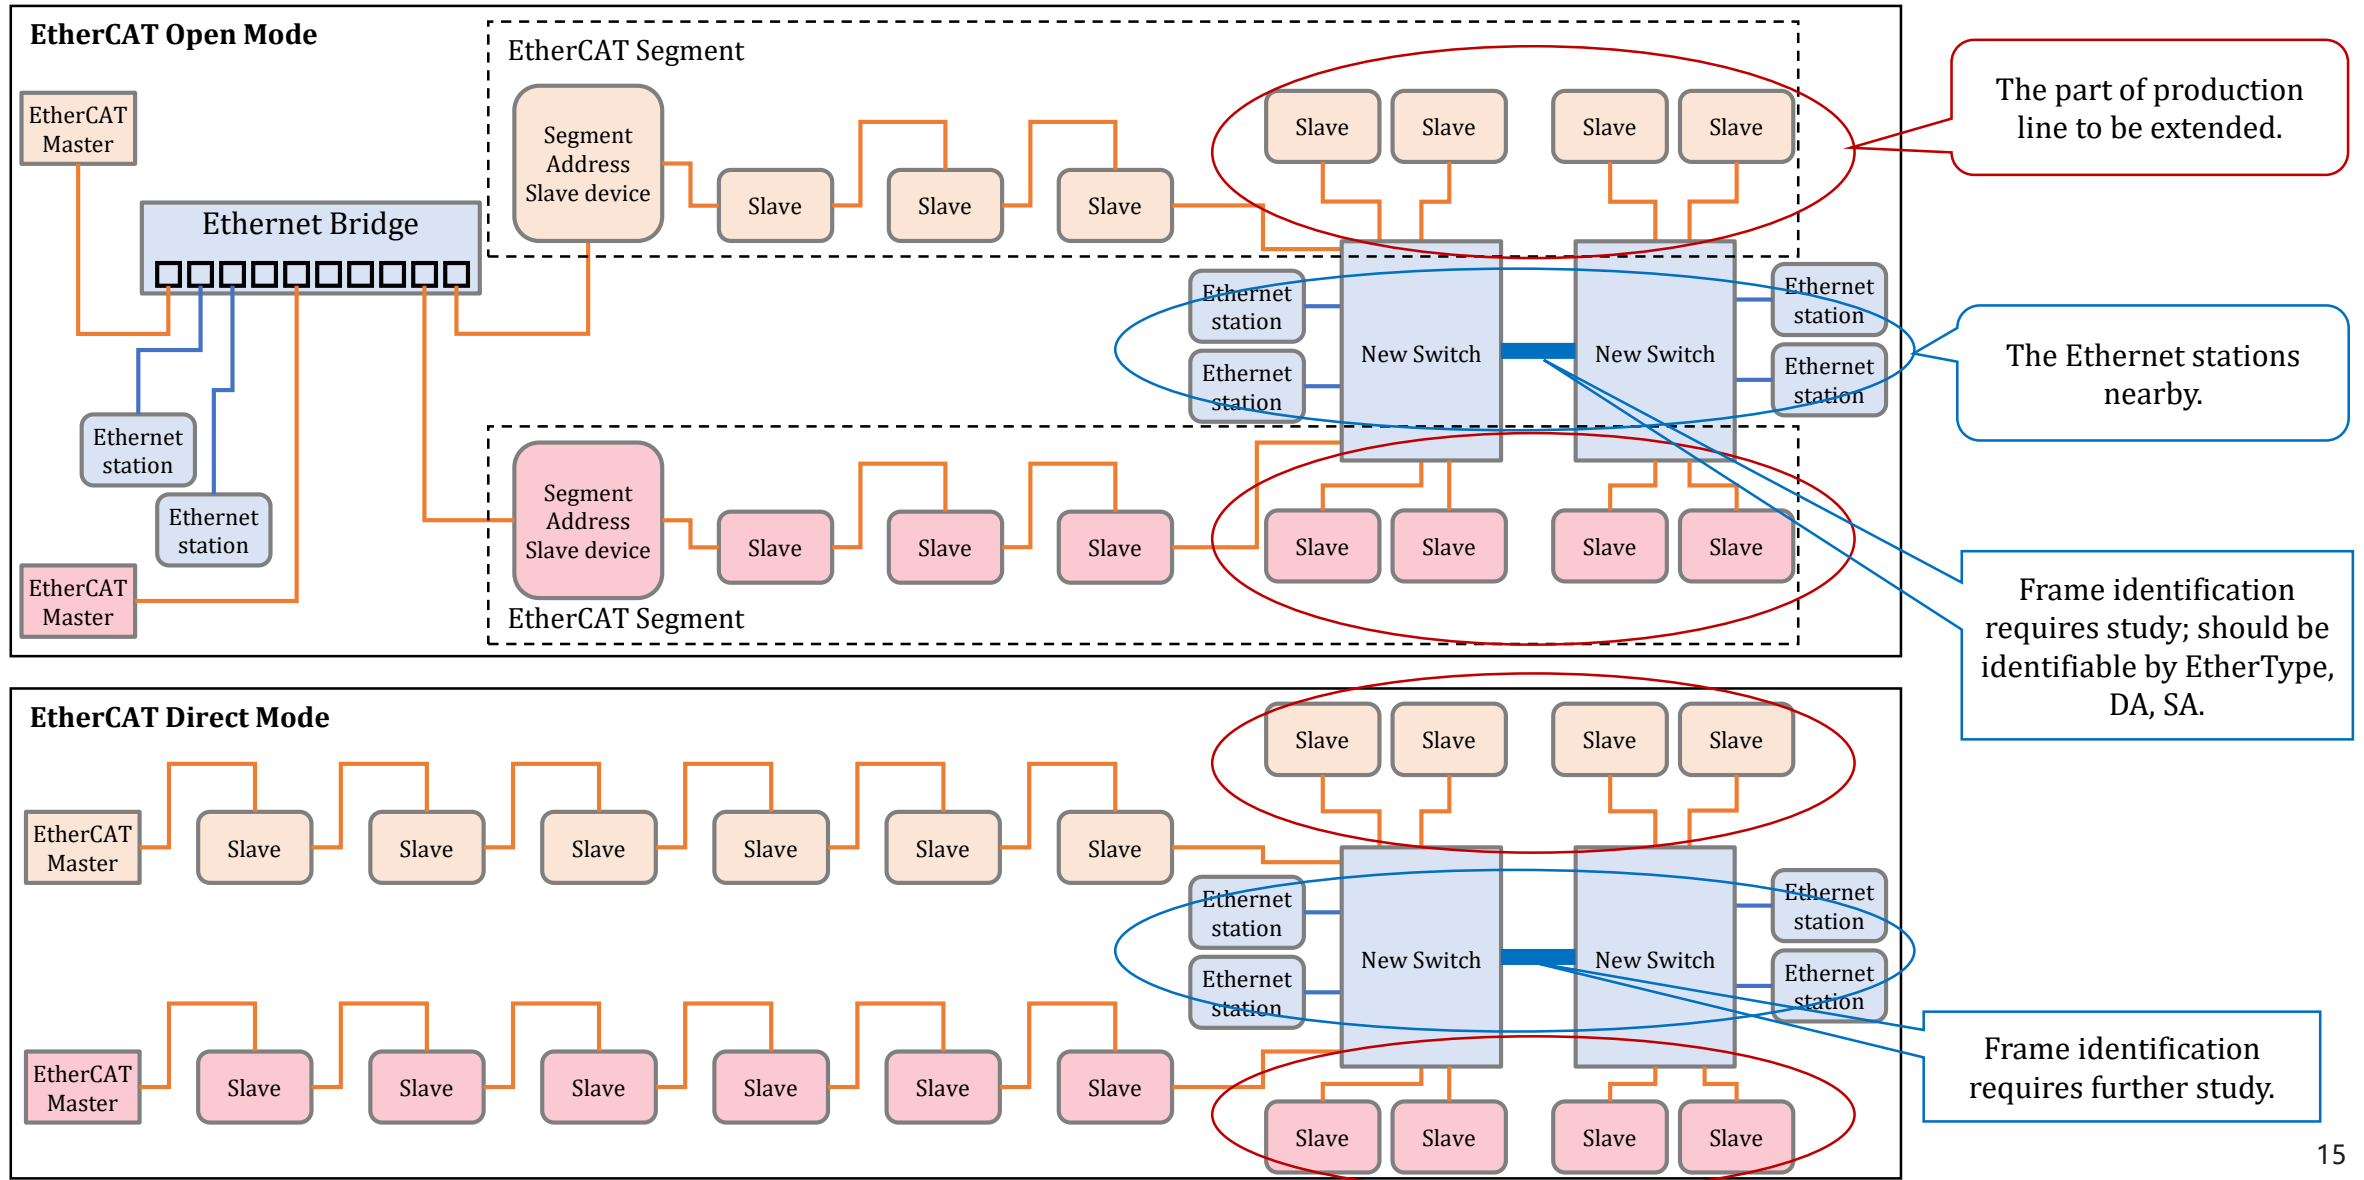 EtherCAT Open Mode
EtherCAT Segment
EtherCAT
Master
Segment
Address
Slave device
Slave
Slave
Slave
Slave
Slave
Slave
Slave
The part of production
line to be extended.
Ethernet Bridge
Ethernet
station
Ethernet
station
New Switch
New Switch
Ethernet
station
Ethernet
station
The Ethernet stations
nearby.
Ethernet
station
Ethernet
station
EtherCAT
Master
Segment
Address
Slave device
Slave
Slave
Slave
Slave
Slave
Slave
Slave
EtherCAT Segment
Frame identification
requires study; should be
identifiable by EtherType,
DA, SA.
EtherCAT Direct Mode
Slave
Slave
Slave
Slave
EtherCAT
Master
Slave
Slave
Slave
Slave
Slave
Slave
Ethernet
station
Ethernet
station
New Switch
New Switch
Ethernet
station
Ethernet
station
EtherCAT
Master
Slave
Slave
Slave
Slave
Slave
Slave
Slave
Slave
Slave
Slave
Frame identification
requires further study.
15